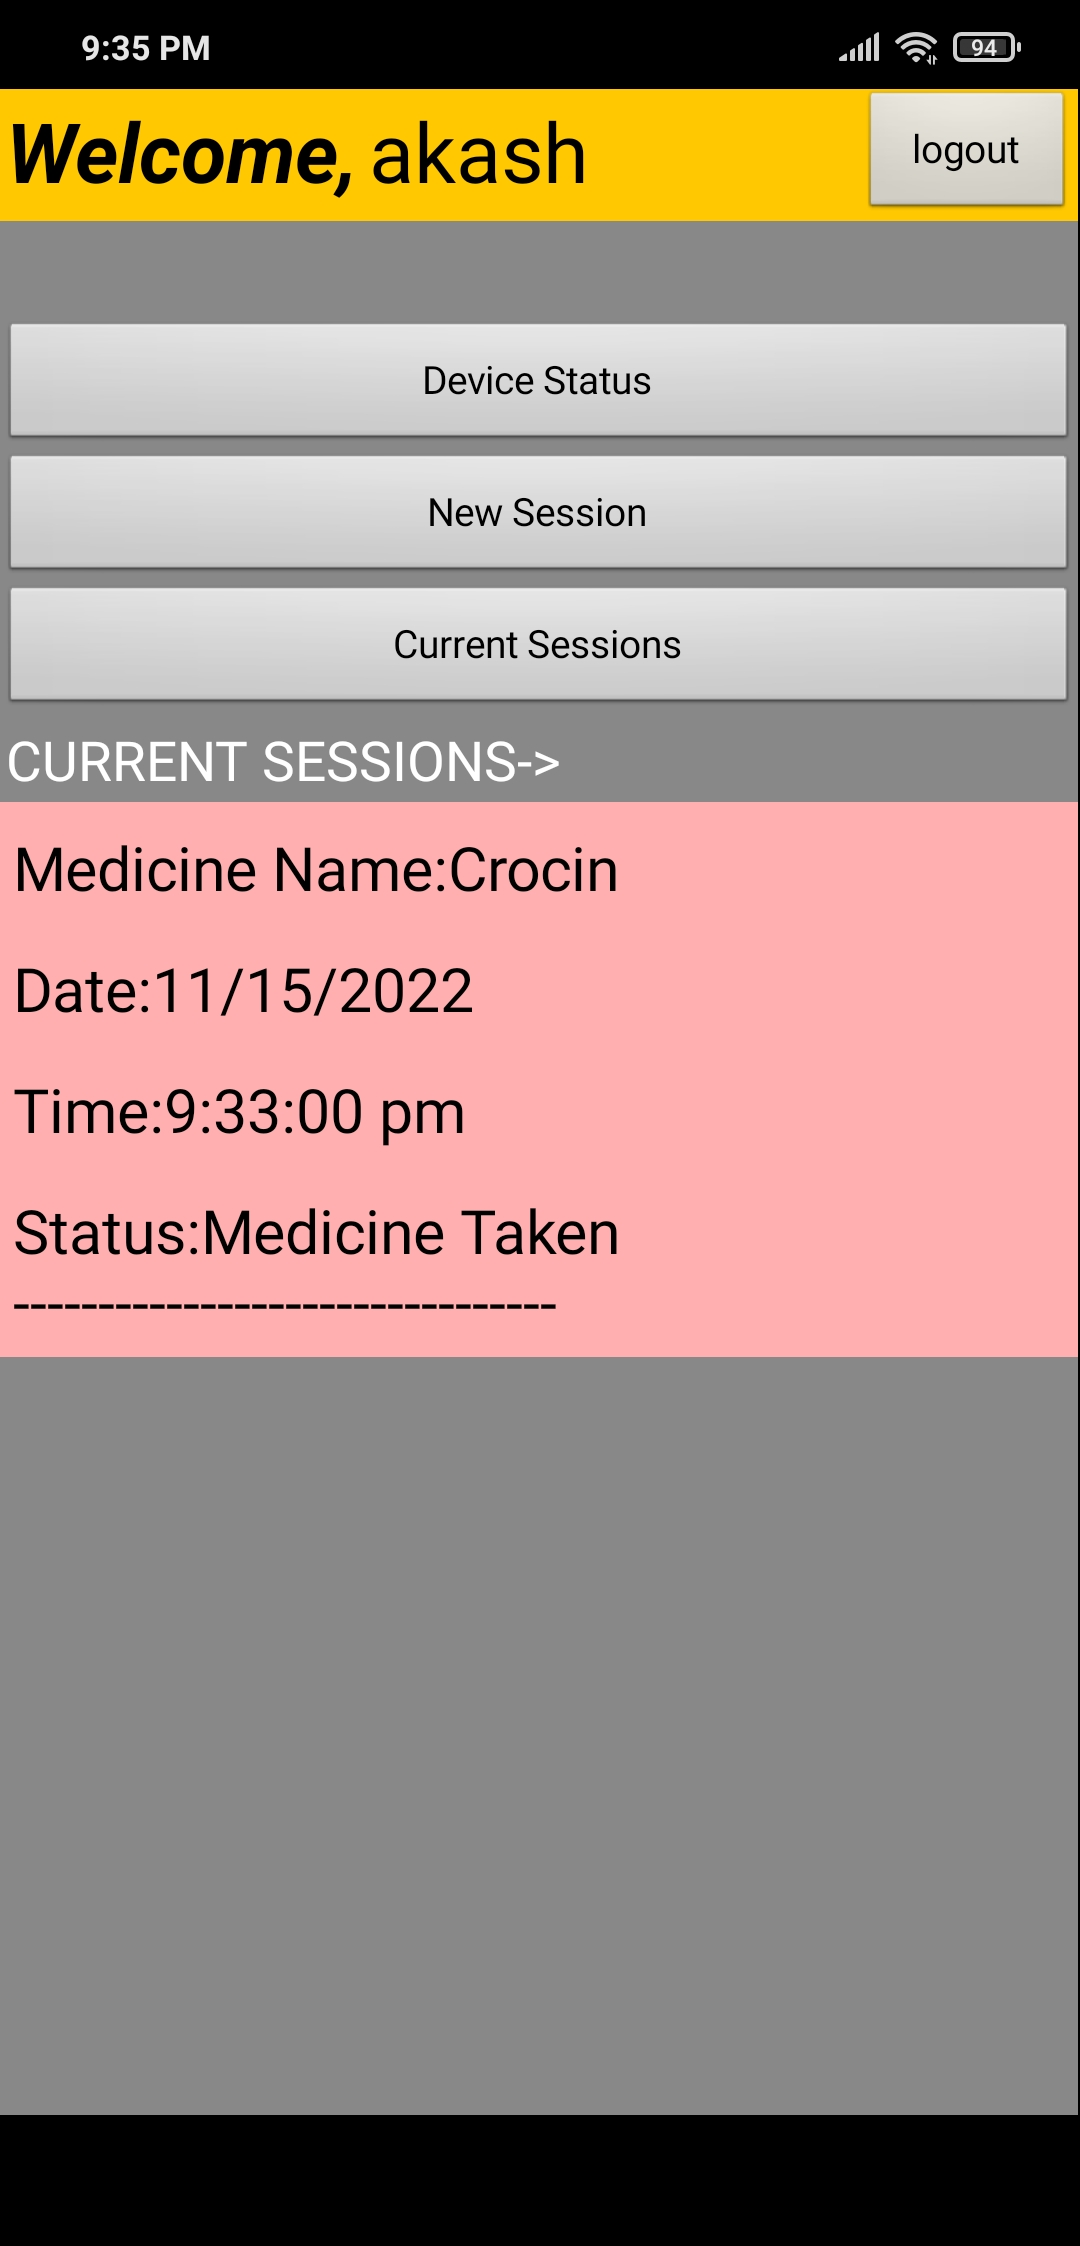 9:35 PM 94
Welcome, akash logout
Device Status
New Session
Current Sessions
CURRENT SESSIONS->
Medicine Name:Crocin
Date:11/15/2022
Time:9:33:00 pm
Status:Medicine Taken
--------------------------------